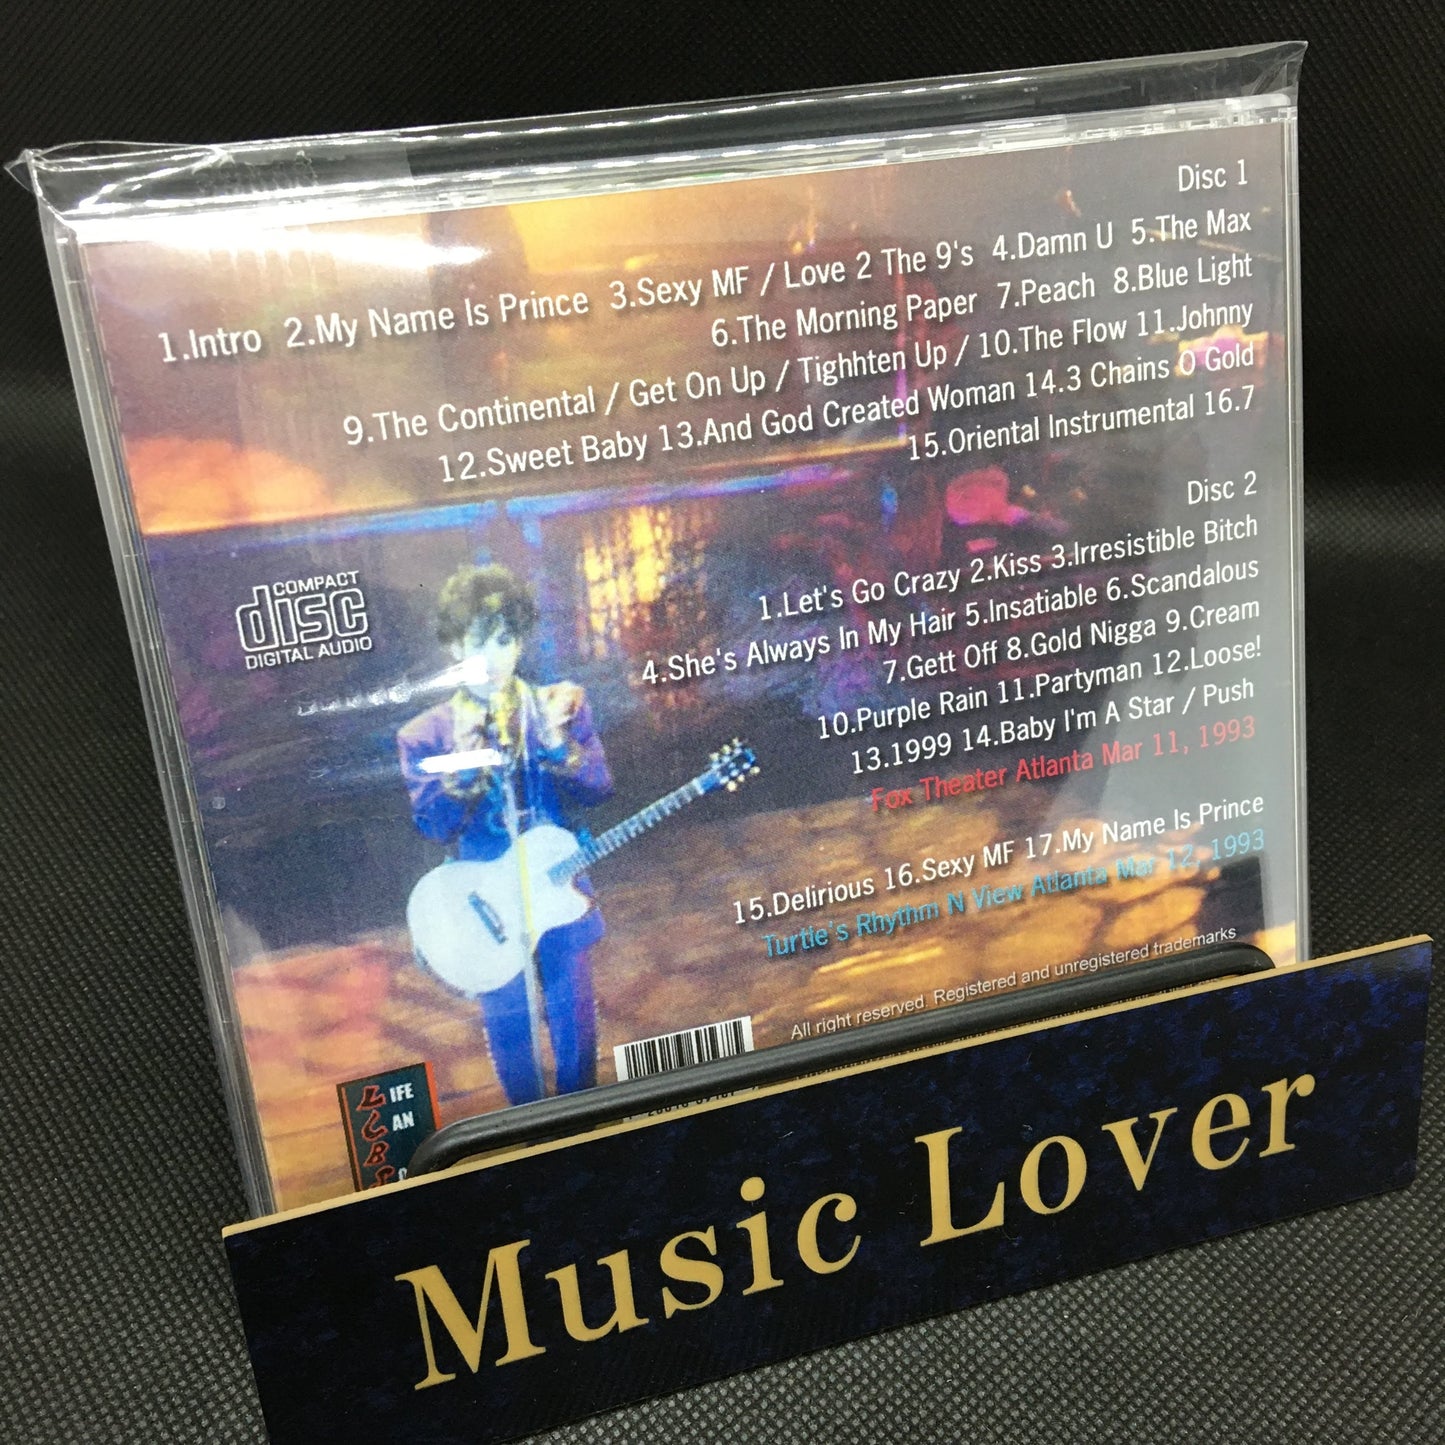 Disc 1
1.Intro 2.My Name Is Prince 3.Sexy MF / Love 2 The 9's 4.Damn U 5.The Max
6.The Morning Paper 7.Peach 8.Blue Light
9.The Continental / Get On Up / Tighhten Up / 10.The Flow 11.Johnny
12.Sweet Baby 13.And God Created Woman 14.3 Chains O Gold
15.Oriental Instrumental 16.7
Disc 2
1.Let's Go Crazy 2.Kiss 3.Irresistible Bitch
4.She's Always In My Hair 5.Insatiable 6.Scandalous
7.Gett Off 8.Gold Nigga 9.Cream
10.Purple Rain 11.Partyman 12.Loose!
13.1999 14.Baby I'm A Star / Push
Fox Theater Atlanta Mar 11, 1993
15.Delirious 16.Sexy MF 17.My Name Is Prince
Turtle's Rhythm N View Atlanta Mar 12, 1993
All right reserved. Registered and unregistered trademarks
COMPACT
disc
DIGITAL AUDIO
LIFE
CAN
Music Lover